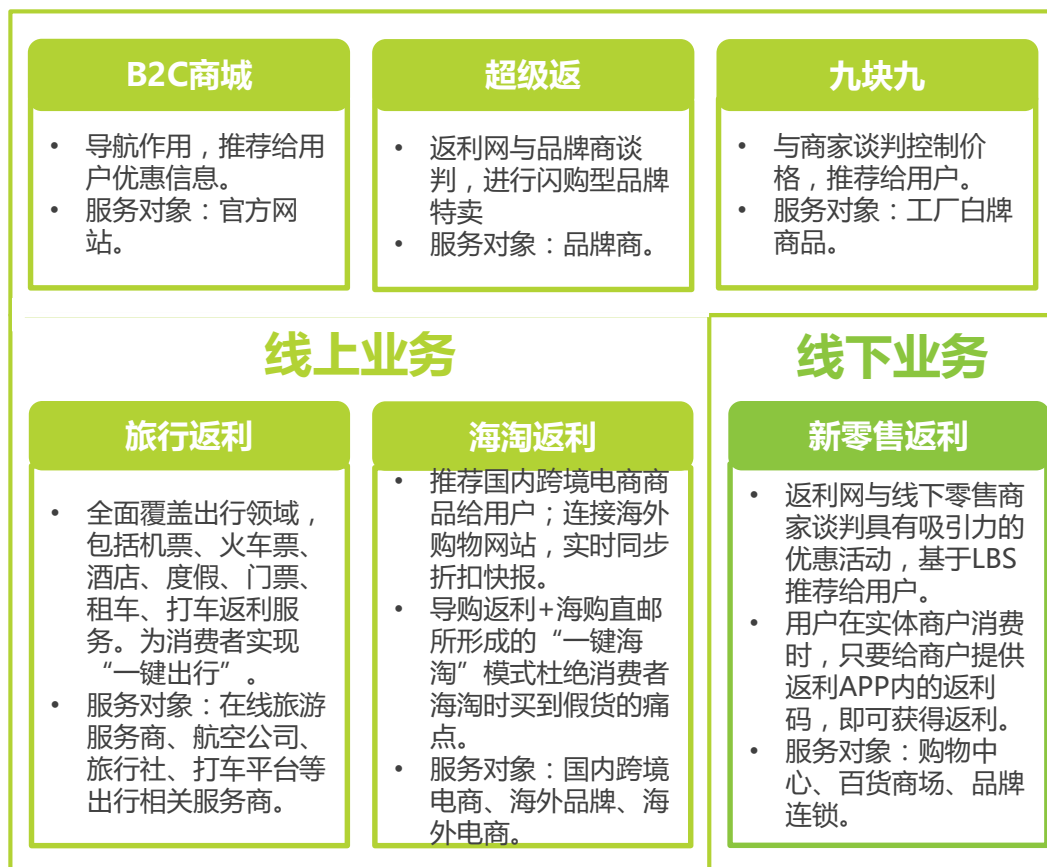 B2C商城
• 导航作用，推荐给用
户优惠信息。
• 服务对象：官方网
站。
超级返
• 返利网与品牌商谈
判，进行闪购型品牌
特卖
• 服务对象：品牌商。
九块九
• 与商家谈判控制价
格，推荐给用户。
• 服务对象：工厂白牌
商品。
线上业务
旅行返利
• 全面覆盖出行领域，
包括机票、火车票、
酒店、度假、门票、
租车、打车返利服
务。为消费者实现
“一键出行”。
• 服务对象：在线旅游
服务商、航空公司、
旅行社、打车平台等
出行相关服务商。
海淘返利
• 推荐国内跨境电商商
品给用户；连接海外
购物网站，实时同步
折扣快报。
• 导购返利+海购直邮
所形成的“一键海
淘”模式杜绝消费者
海淘时买到假货的痛
点。
• 服务对象：国内跨境
电商、海外品牌、海
外电商。
线下业务
新零售返利
• 返利网与线下零售商
家谈判具有吸引力的
优惠活动，基于LBS
推荐给用户。
• 用户在实体商户消费
时，只要给商户提供
返利APP内的返利
码，即可获得返利。
• 服务对象：购物中
心、百货商场、品牌
连锁。